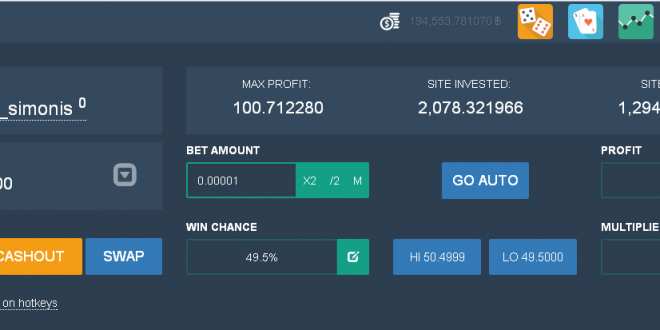 194,553.781070 ฿
MAX PROFIT: SITE INVESTED: SITE
100.712280 2,078.321966 1,294
_simonis 0
BET AMOUNT PROFIT
0.00001 X2 /2 M GO AUTO
00
WIN CHANCE MULTIPLIE
CASHOUT SWAP 49.5% HI 50.4999 LO 49.5000
on hotkeys